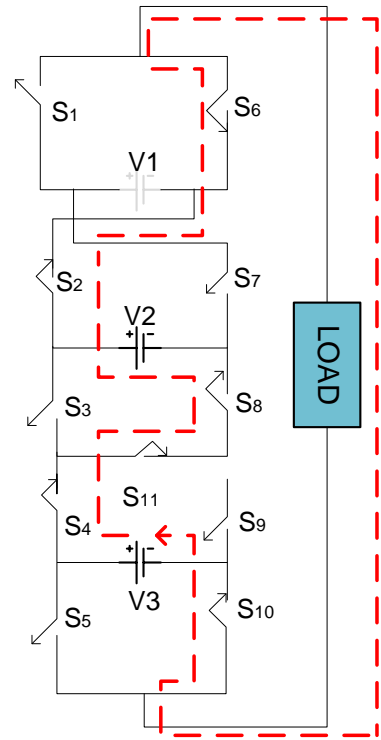 S1
S6
V1
+ -
S2
S7
V2
+ -
LOAD
S3
S8
S11
S4
S9
+ -
V3
S5
S10